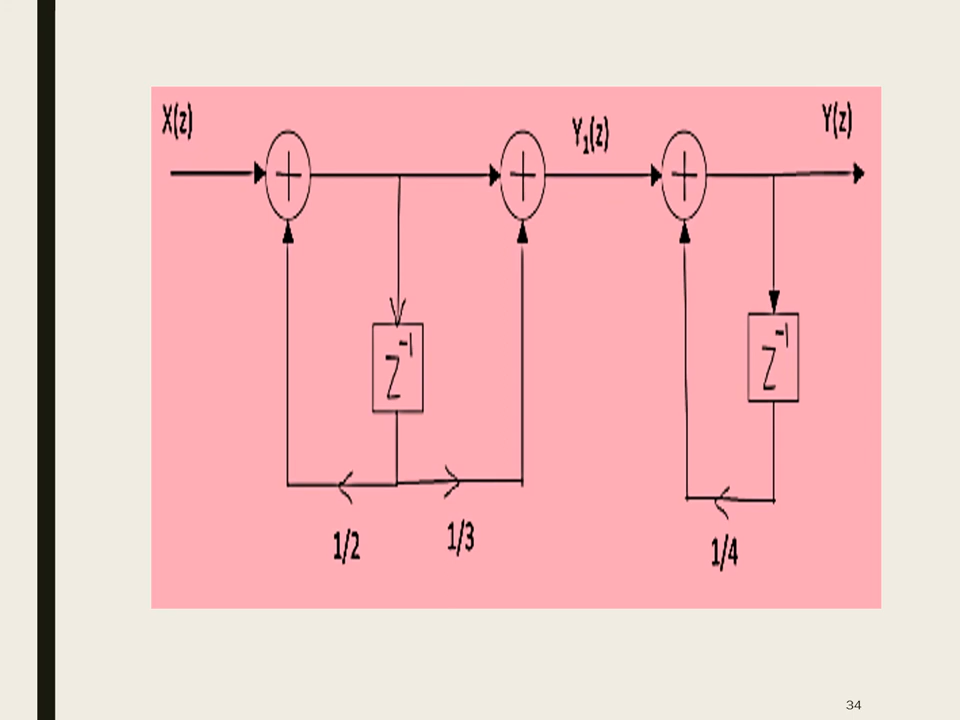 X(z)
Y₁(z)
Y(z)
+
+
+
Z⁻¹
Z⁻¹
1/2
1/3
1/4
34